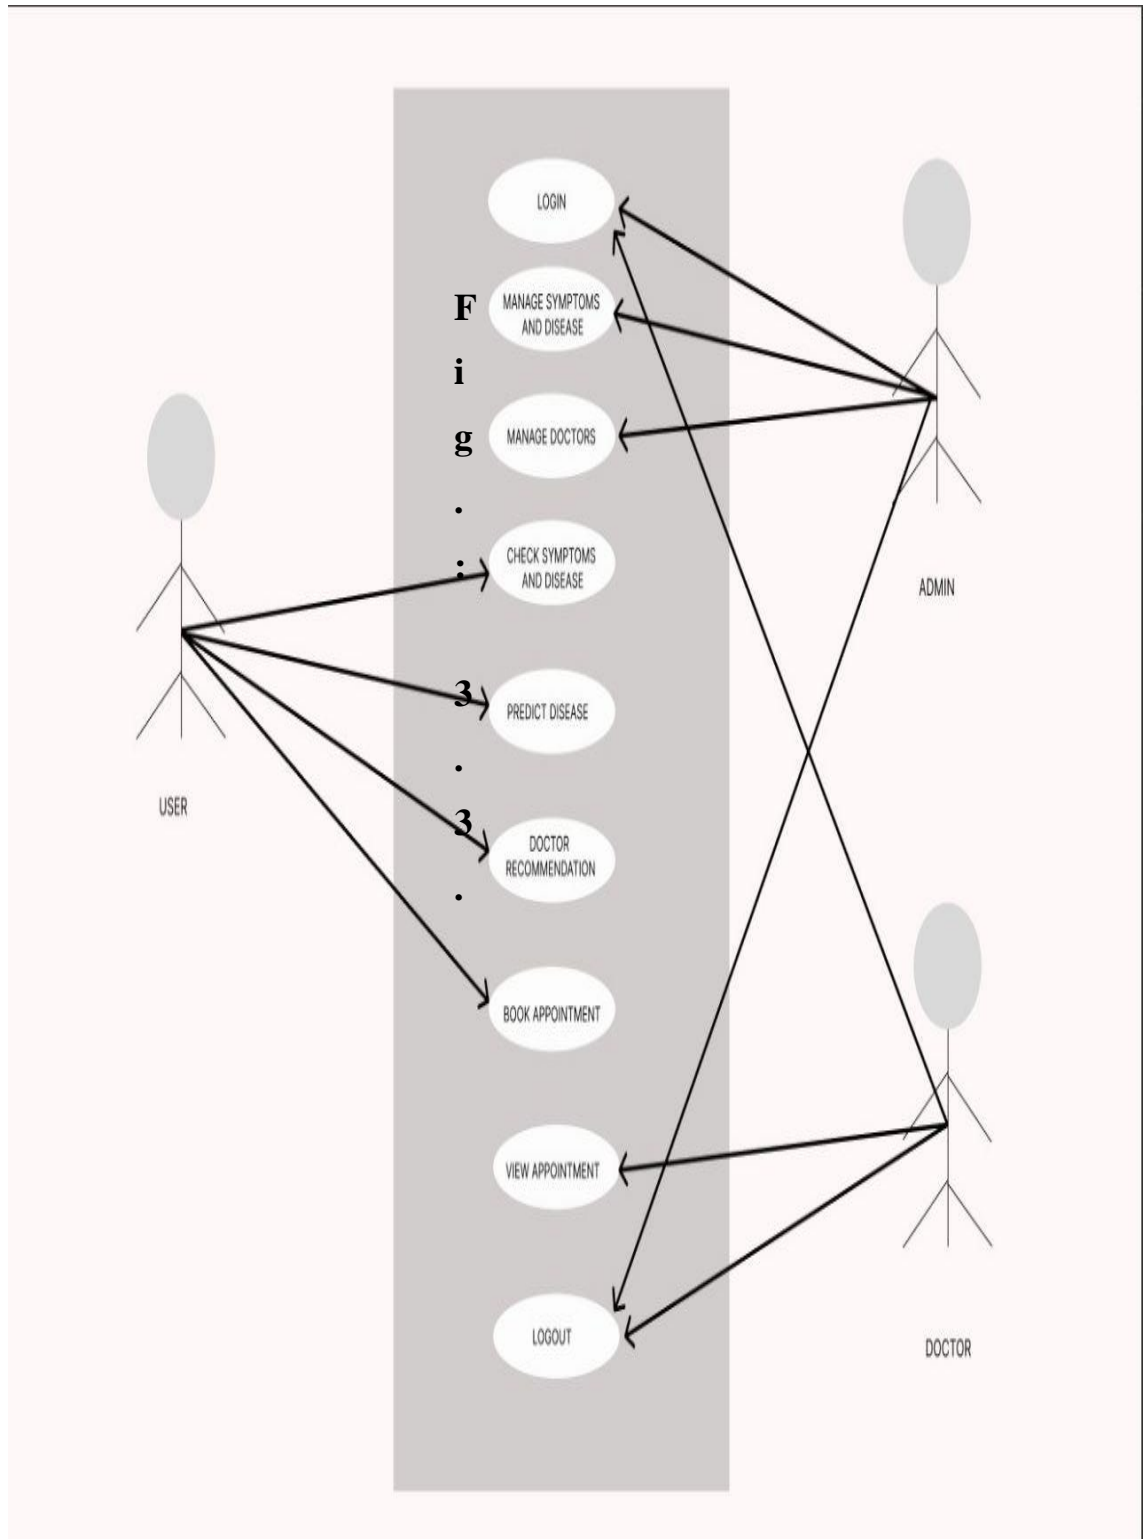 LOGIN
MANAGE SYMPTOMS
AND DISEASE
MANAGE DOCTORS
CHECK SYMPTOMS
AND DISEASE
PREDICT DISEASE
DOCTOR
RECOMMENDATION
BOOK APPOINTMENT
VIEW APPOINTMENT
LOGOUT
USER
ADMIN
DOCTOR
F
i
g
.
:
3
.
3
.